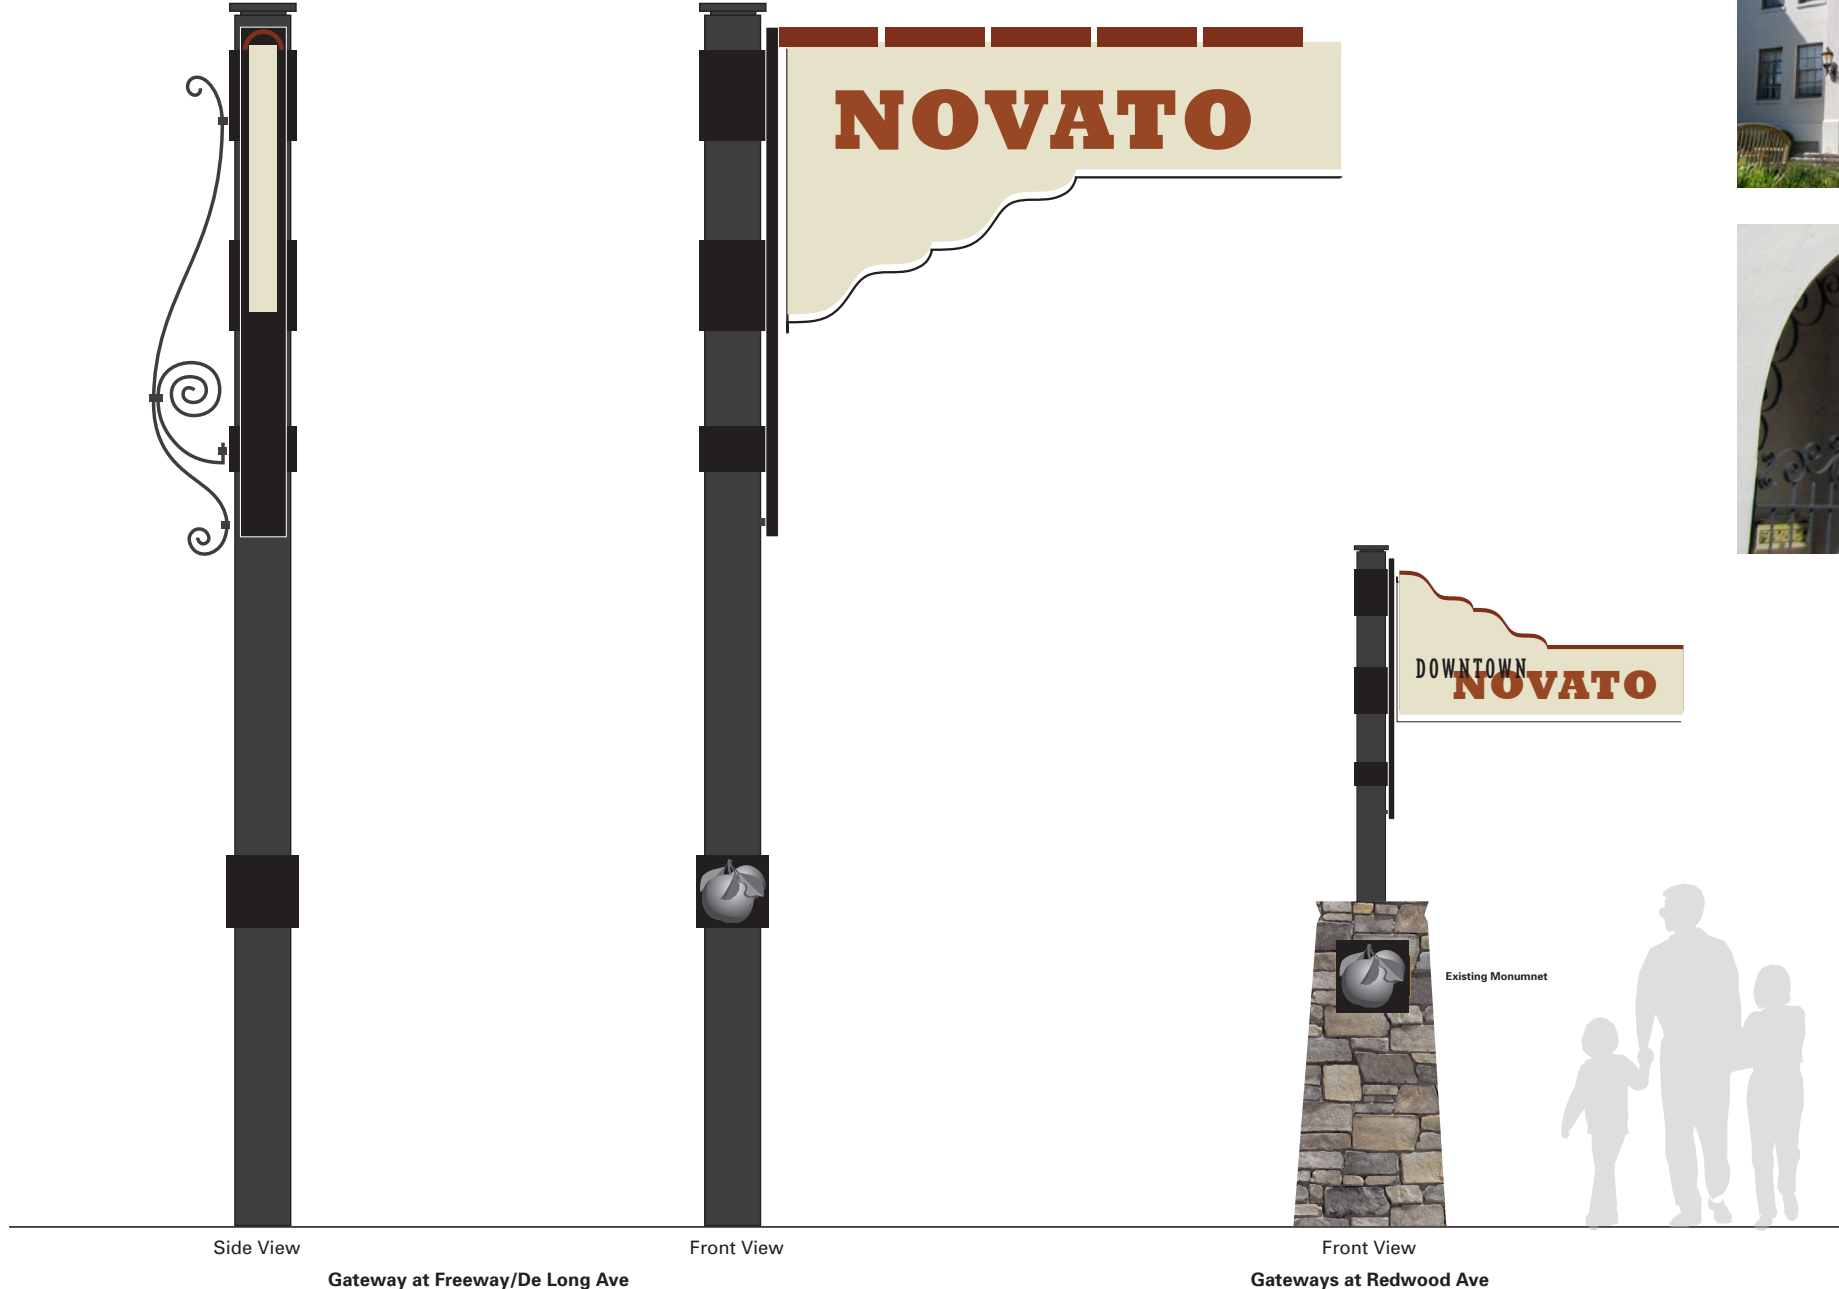 NOVATO
DOWNTOWN
NOVATO
Existing Monumnet
Side View
Front View
Front View
Gateway at Freeway/De Long Ave
Gateways at Redwood Ave